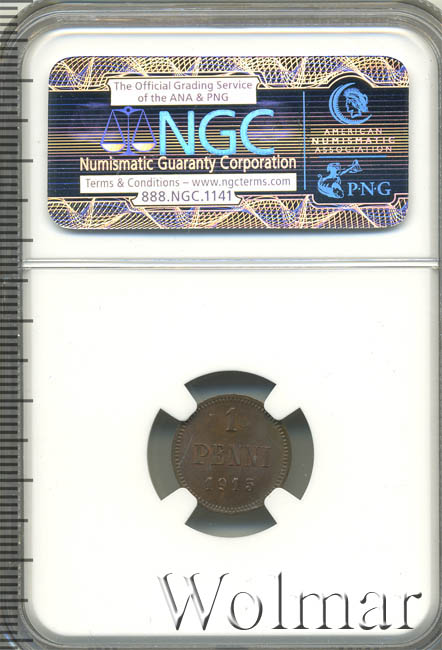 The Official Grading Service
of the ANA & PNG
NGC
Numismatic Guaranty Corporation
Terms & Conditions – www.ngcterms.com
888.NGC.1141
AMERICAN
NUMISMATIC
ASSOCIATION
P·N·G
1
PENNI
1915
Wolmar